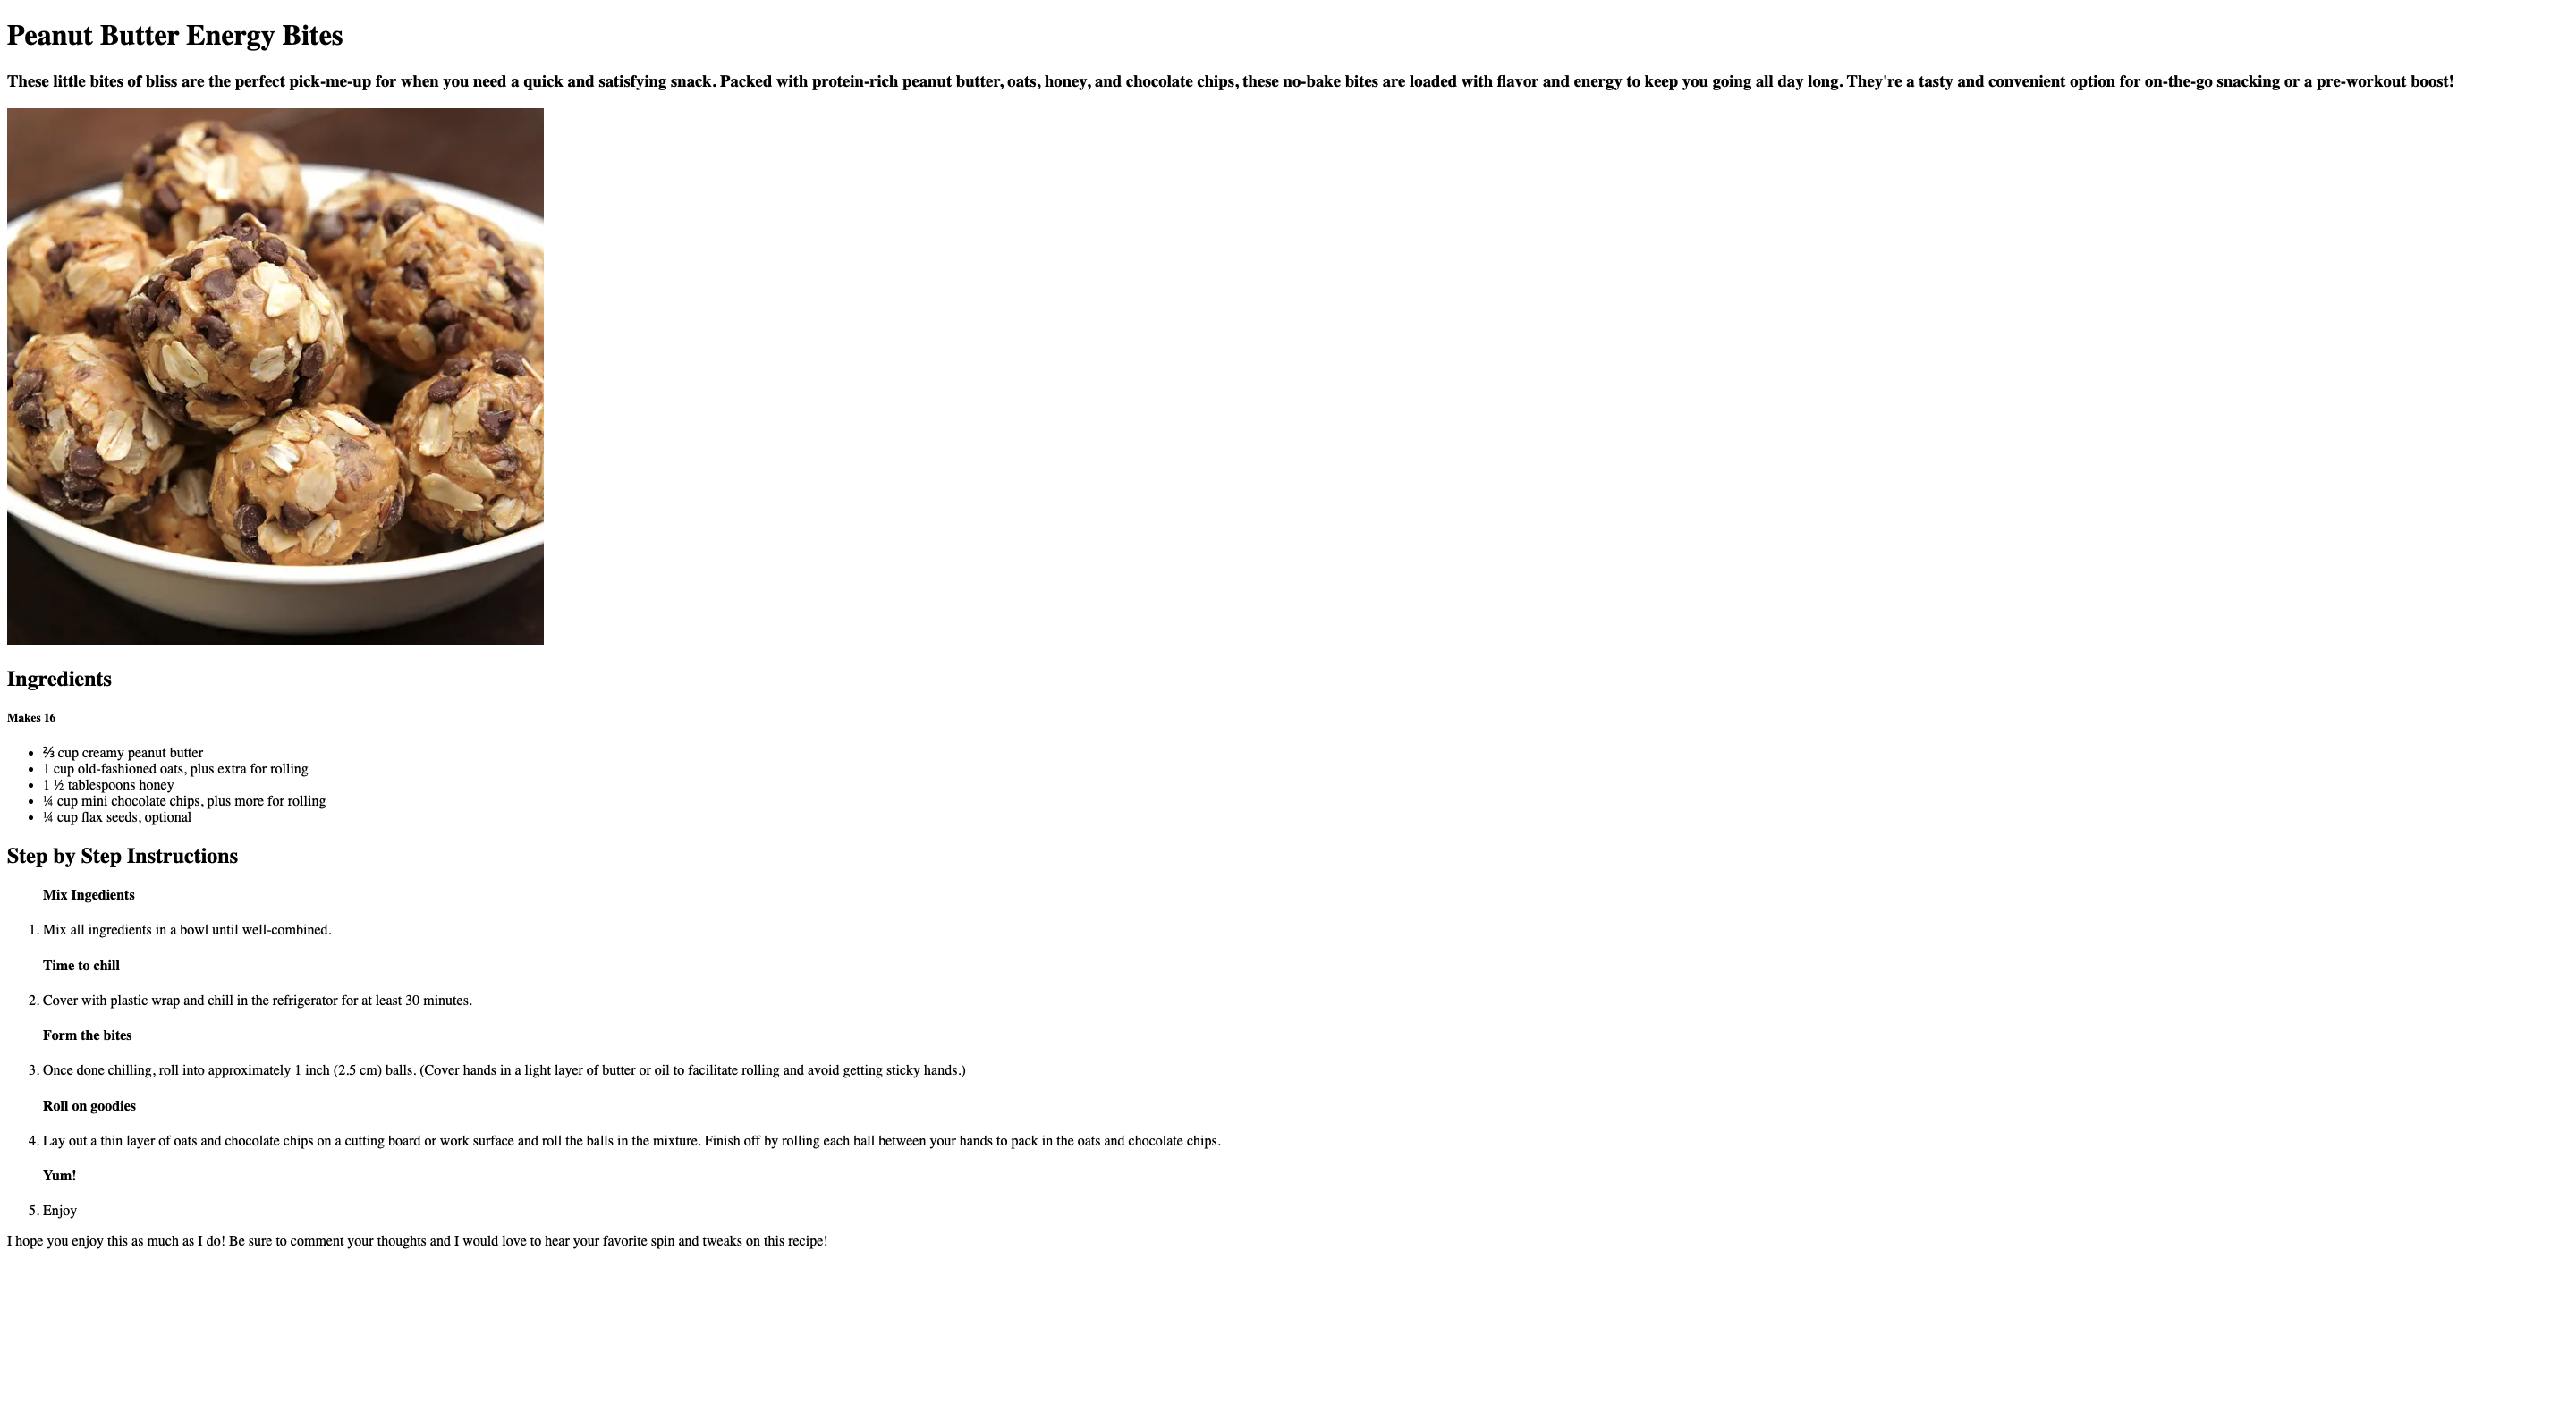 Peanut Butter Energy Bites
These little bites of bliss are the perfect pick-me-up for when you need a quick and satisfying snack. Packed with protein-rich peanut butter, oats, honey, and chocolate chips, these no-bake bites are loaded with flavor and energy to keep you going all day long. They're a tasty and convenient option for on-the-go snacking or a pre-workout boost!
Ingredients
Makes 16
• ⅔ cup creamy peanut butter
• 1 cup old-fashioned oats, plus extra for rolling
• 1 ½ tablespoons honey
• ¼ cup mini chocolate chips, plus more for rolling
• ¼ cup flax seeds, optional
Step by Step Instructions
Mix Ingedients
1. Mix all ingredients in a bowl until well-combined.
Time to chill
2. Cover with plastic wrap and chill in the refrigerator for at least 30 minutes.
Form the bites
3. Once done chilling, roll into approximately 1 inch (2.5 cm) balls. (Cover hands in a light layer of butter or oil to facilitate rolling and avoid getting sticky hands.)
Roll on goodies
4. Lay out a thin layer of oats and chocolate chips on a cutting board or work surface and roll the balls in the mixture. Finish off by rolling each ball between your hands to pack in the oats and chocolate chips.
Yum!
5. Enjoy
I hope you enjoy this as much as I do! Be sure to comment your thoughts and I would love to hear your favorite spin and tweaks on this recipe!